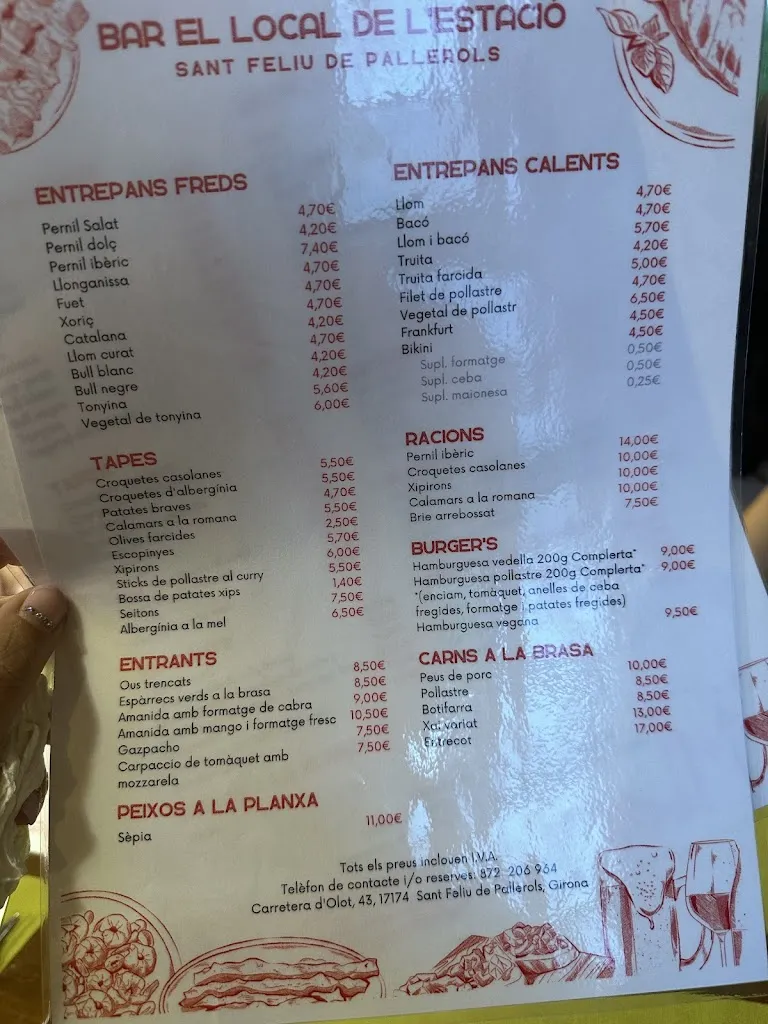 BAR EL LOCAL DE L'ESTACIÓ
SANT FELIU DE PALLEROLS
ENTREPANS FREDS
Pernil Salat 4,70€
Pernil dolç 4,20€
Pernil ibèric 7,40€
Llonganissa 4,70€
Fuet 4,70€
Xoriç 4,70€
Catalana 4,20€
Llom curat 4,70€
Bull blanc 4,20€
Bull negre 4,20€
Tonyina 5,60€
Vegetal de tonyina 6,00€
TAPES
Croquetes casolanes 5,50€
Croquetes d'albergínia 5,50€
Patates braves 4,70€
Calamars a la romana 5,50€
Olives farcides 2,50€
Escopinyes 5,70€
Xipirons 6,00€
Sticks de pollastre al curry 5,50€
Bossa de patates xips 1,40€
Seitons 7,50€
Albergínia a la mel 6,50€
ENTRANTS
Ous trencats 8,50€
Espàrrecs verds a la brasa 8,50€
Amanida amb formatge de cabra 9,00€
Amanida amb mango i formatge fresc 10,50€
Gazpacho 7,50€
Carpaccio de tomàquet amb 7,50€
mozzarela
PEIXOS A LA PLANXA
Sèpia 11,00€
ENTREPANS CALENTS
Llom 4,70€
Bacó 4,70€
Llom i bacó 5,70€
Truita 4,20€
Truita farcida 5,00€
Filet de pollastre 4,70€
Vegetal de pollastr 6,50€
Frankfurt 4,50€
Bikini 4,50€
Supl. formatge 0,50€
Supl. ceba 0,50€
Supl. maionesa 0,25€
RACIONS
Pernil ibèric 14,00€
Croquetes casolanes 10,00€
Xipirons 10,00€
Calamars a la romana 10,00€
Brie arrebossat 7,50€
BURGER'S
Hamburguesa vedella 200g Complerta* 9,00€
Hamburguesa pollastre 200g Complerta* 9,00€
*(enciam, tomàquet, anelles de ceba
fregides, formatge i patates fregides)
Hamburguesa vegana 9,50€
CARNS A LA BRASA
Peus de porc 10,00€
Pollastre 8,50€
Botifarra 8,50€
Xai variat 13,00€
Entrecot 17,00€
Tots els preus inclouen I.V.A.
Telèfon de contacte i/o reserves: 872 206 964
Carretera d'Olot, 43, 17174 Sant Feliu de Pallerols, Girona